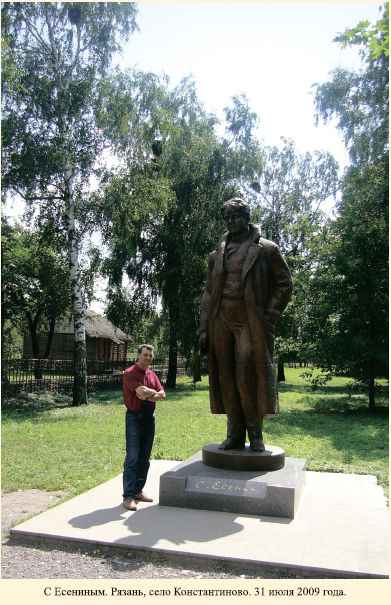 С. Есенин
С Есениным. Рязань, село Константиново. 31 июля 2009 года.